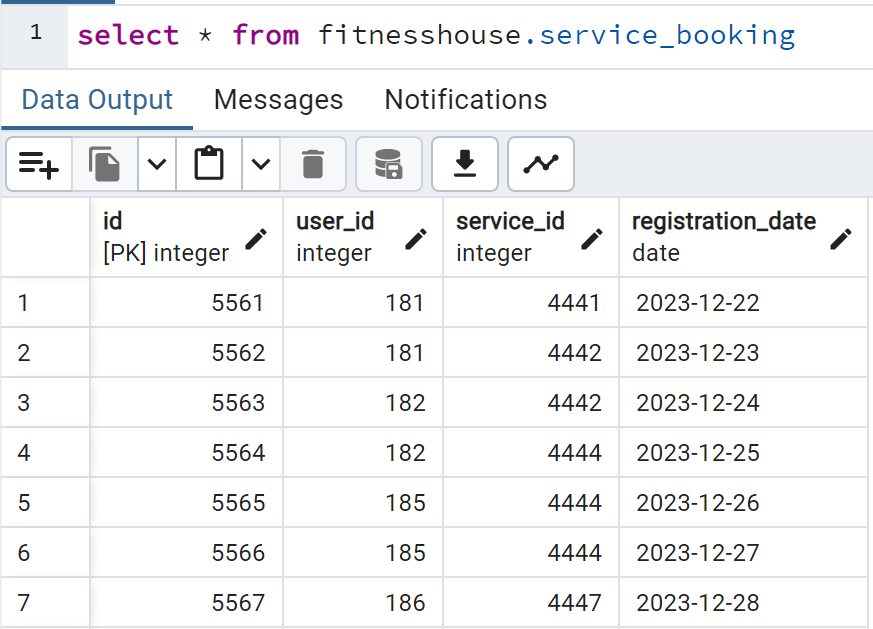 1 select * from fitnesshouse.service_booking
Data Output Messages Notifications
id user_id service_id registration_date
[PK] integer integer integer date
1 5561 181 4441 2023-12-22
2 5562 181 4442 2023-12-23
3 5563 182 4442 2023-12-24
4 5564 182 4444 2023-12-25
5 5565 185 4444 2023-12-26
6 5566 185 4444 2023-12-27
7 5567 186 4447 2023-12-28